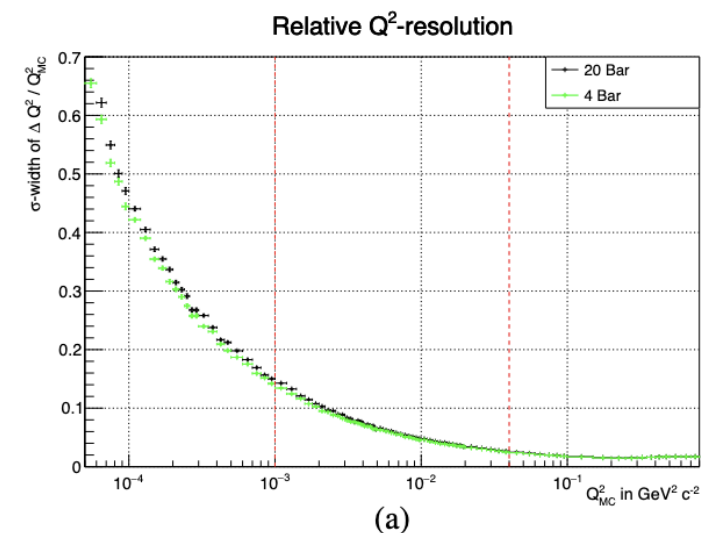 Relative Q²-resolution
σ-width of Δ Q² / Q²MC
0.7
0.6
0.5
0.4
0.3
0.2
0.1
0
20 Bar
4 Bar
10⁻⁴
10⁻³
10⁻²
10⁻¹
Q²MC in GeV² c⁻²
(a)